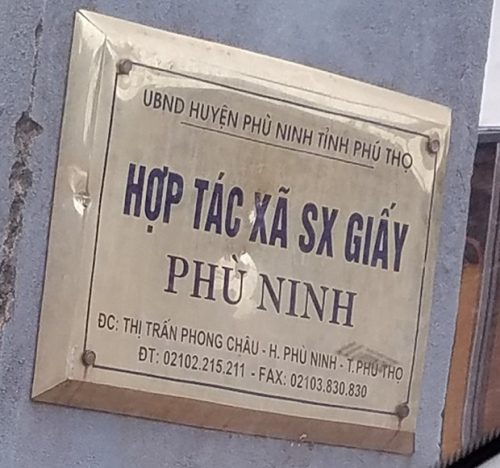 UBND HUYỆN PHÙ NINH TỈNH PHÚ THỌ
HỢP TÁC XÃ SX GIẤY
PHÙ NINH
ĐC: THỊ TRẤN PHONG CHÂU - H. PHÙ NINH - T.PHÚ THỌ
ĐT: 02102.215.211 - FAX: 02103.830.830